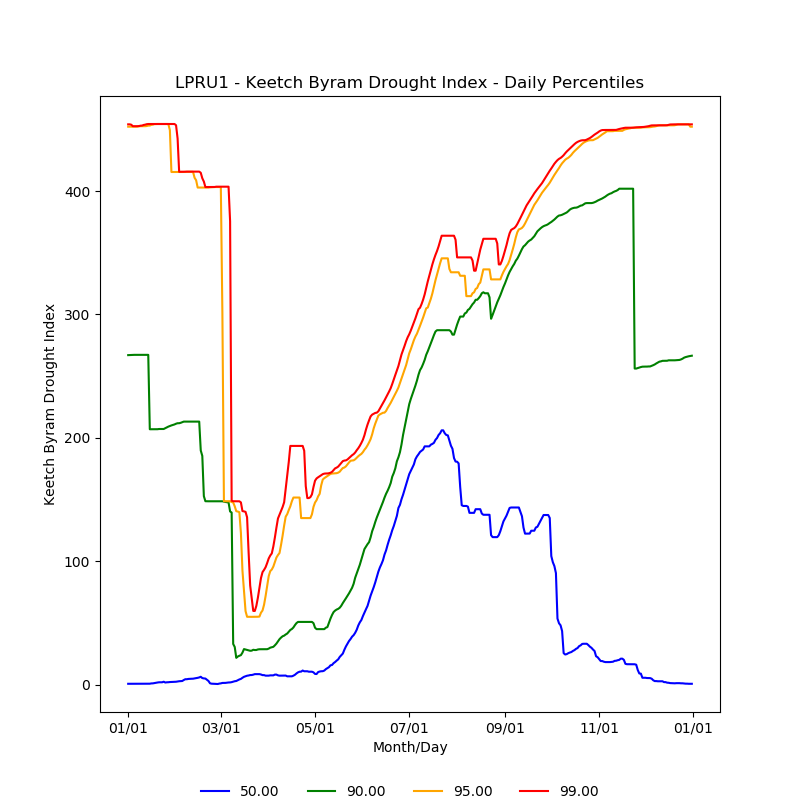 LPRU1 - Keetch Byram Drought Index - Daily Percentiles
Keetch Byram Drought Index
400
300
200
100
0
01/01 03/01 05/01 07/01 09/01 11/01 01/01
Month/Day
50.00 90.00 95.00 99.00